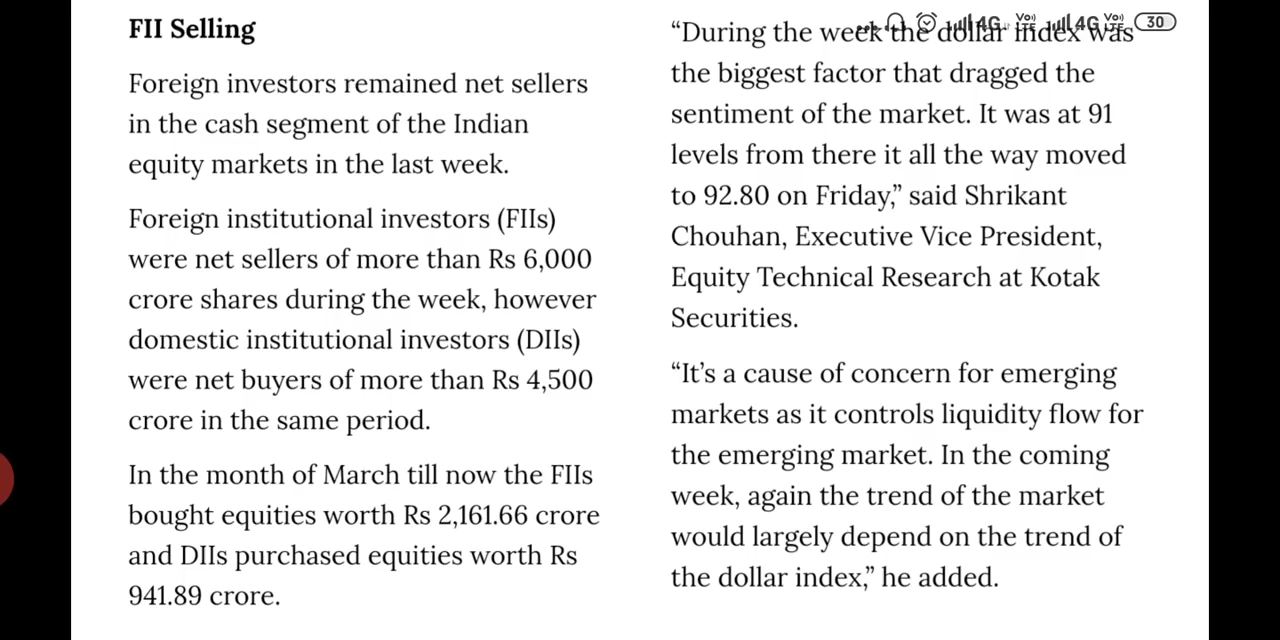 FII Selling
Foreign investors remained net sellers
in the cash segment of the Indian
equity markets in the last week.
Foreign institutional investors (FIIs)
were net sellers of more than Rs 6,000
crore shares during the week, however
domestic institutional investors (DIIs)
were net buyers of more than Rs 4,500
crore in the same period.
In the month of March till now the FIIs
bought equities worth Rs 2,161.66 crore
and DIIs purchased equities worth Rs
941.89 crore.
4G Vo) LTE 4G Vo) LTE 30
“During the week the dollar index was
the biggest factor that dragged the
sentiment of the market. It was at 91
levels from there it all the way moved
to 92.80 on Friday,” said Shrikant
Chouhan, Executive Vice President,
Equity Technical Research at Kotak
Securities.
“It’s a cause of concern for emerging
markets as it controls liquidity flow for
the emerging market. In the coming
week, again the trend of the market
would largely depend on the trend of
the dollar index,” he added.